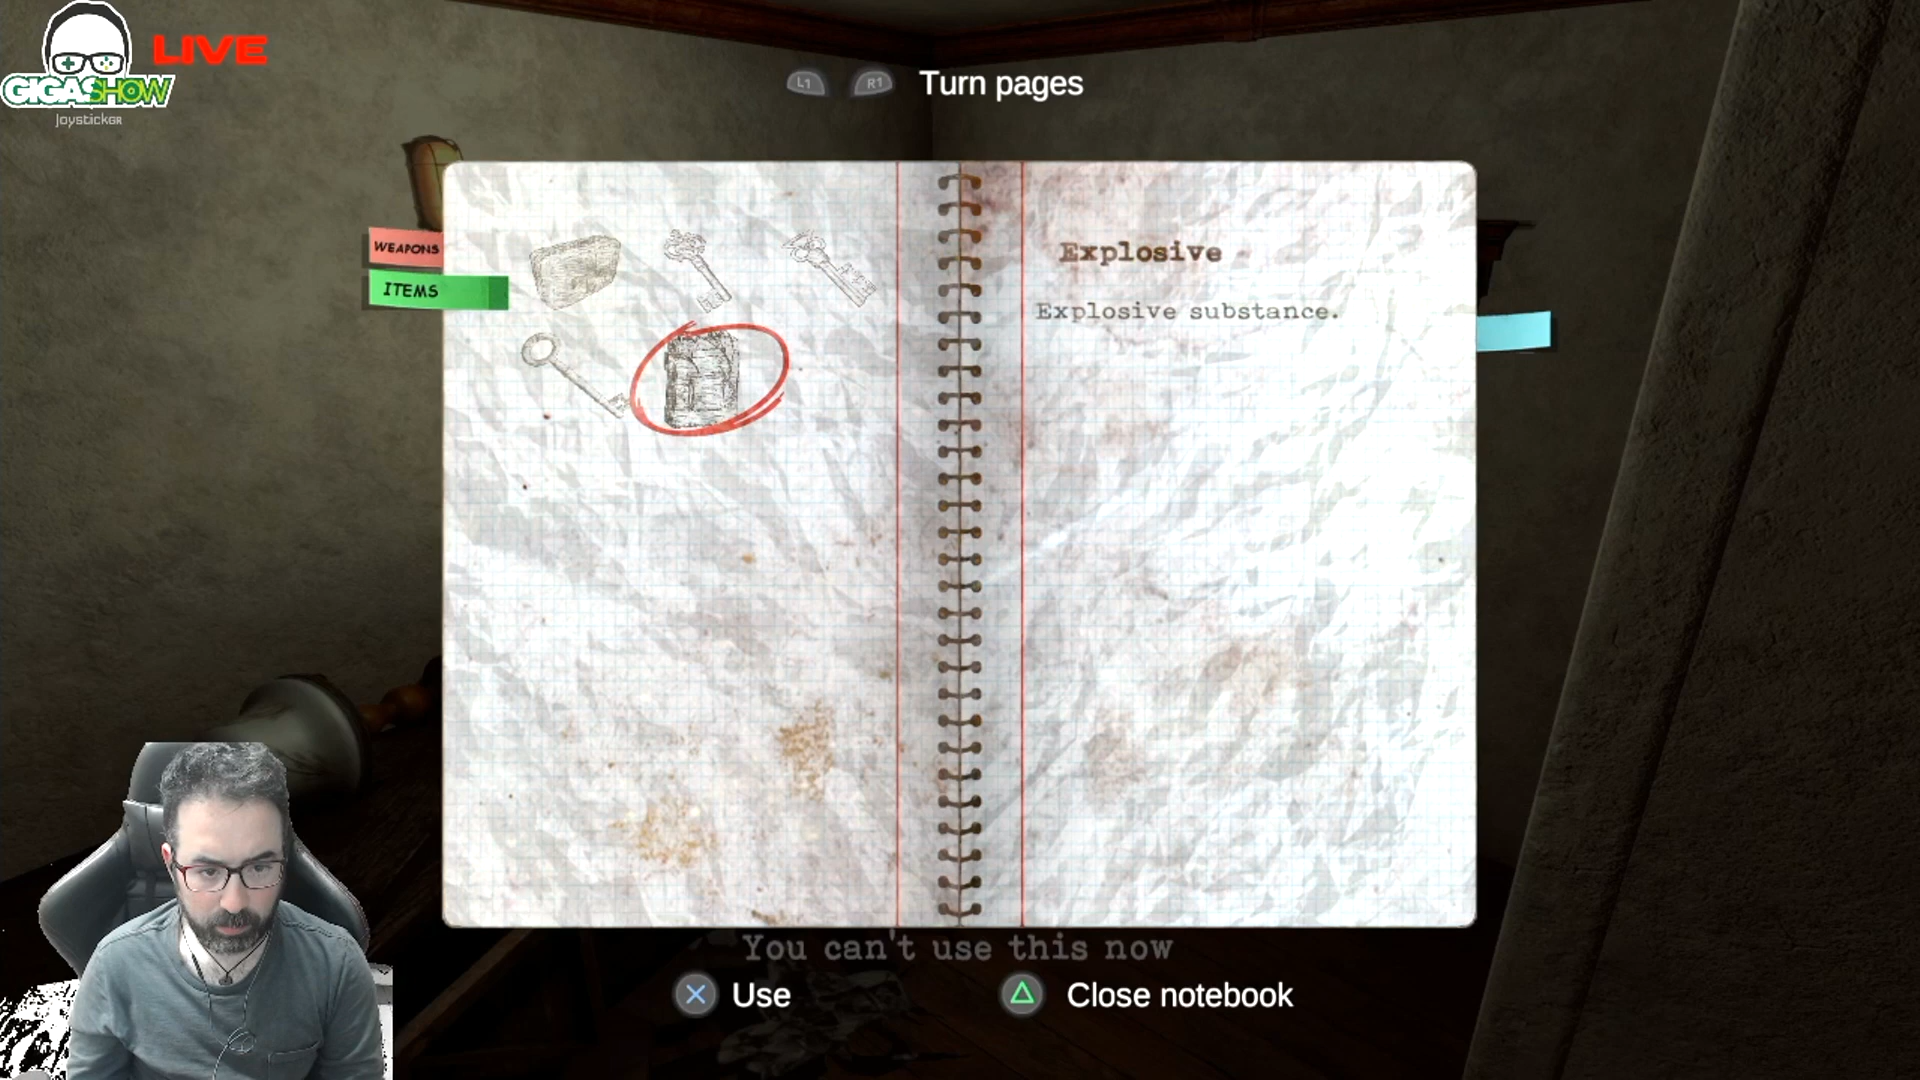 LIVE
GIGASHOW
JoystickGR
L1 R1 Turn pages
WEAPONS
ITEMS
Explosive
Explosive substance.
You can't use this now
Use
Close notebook